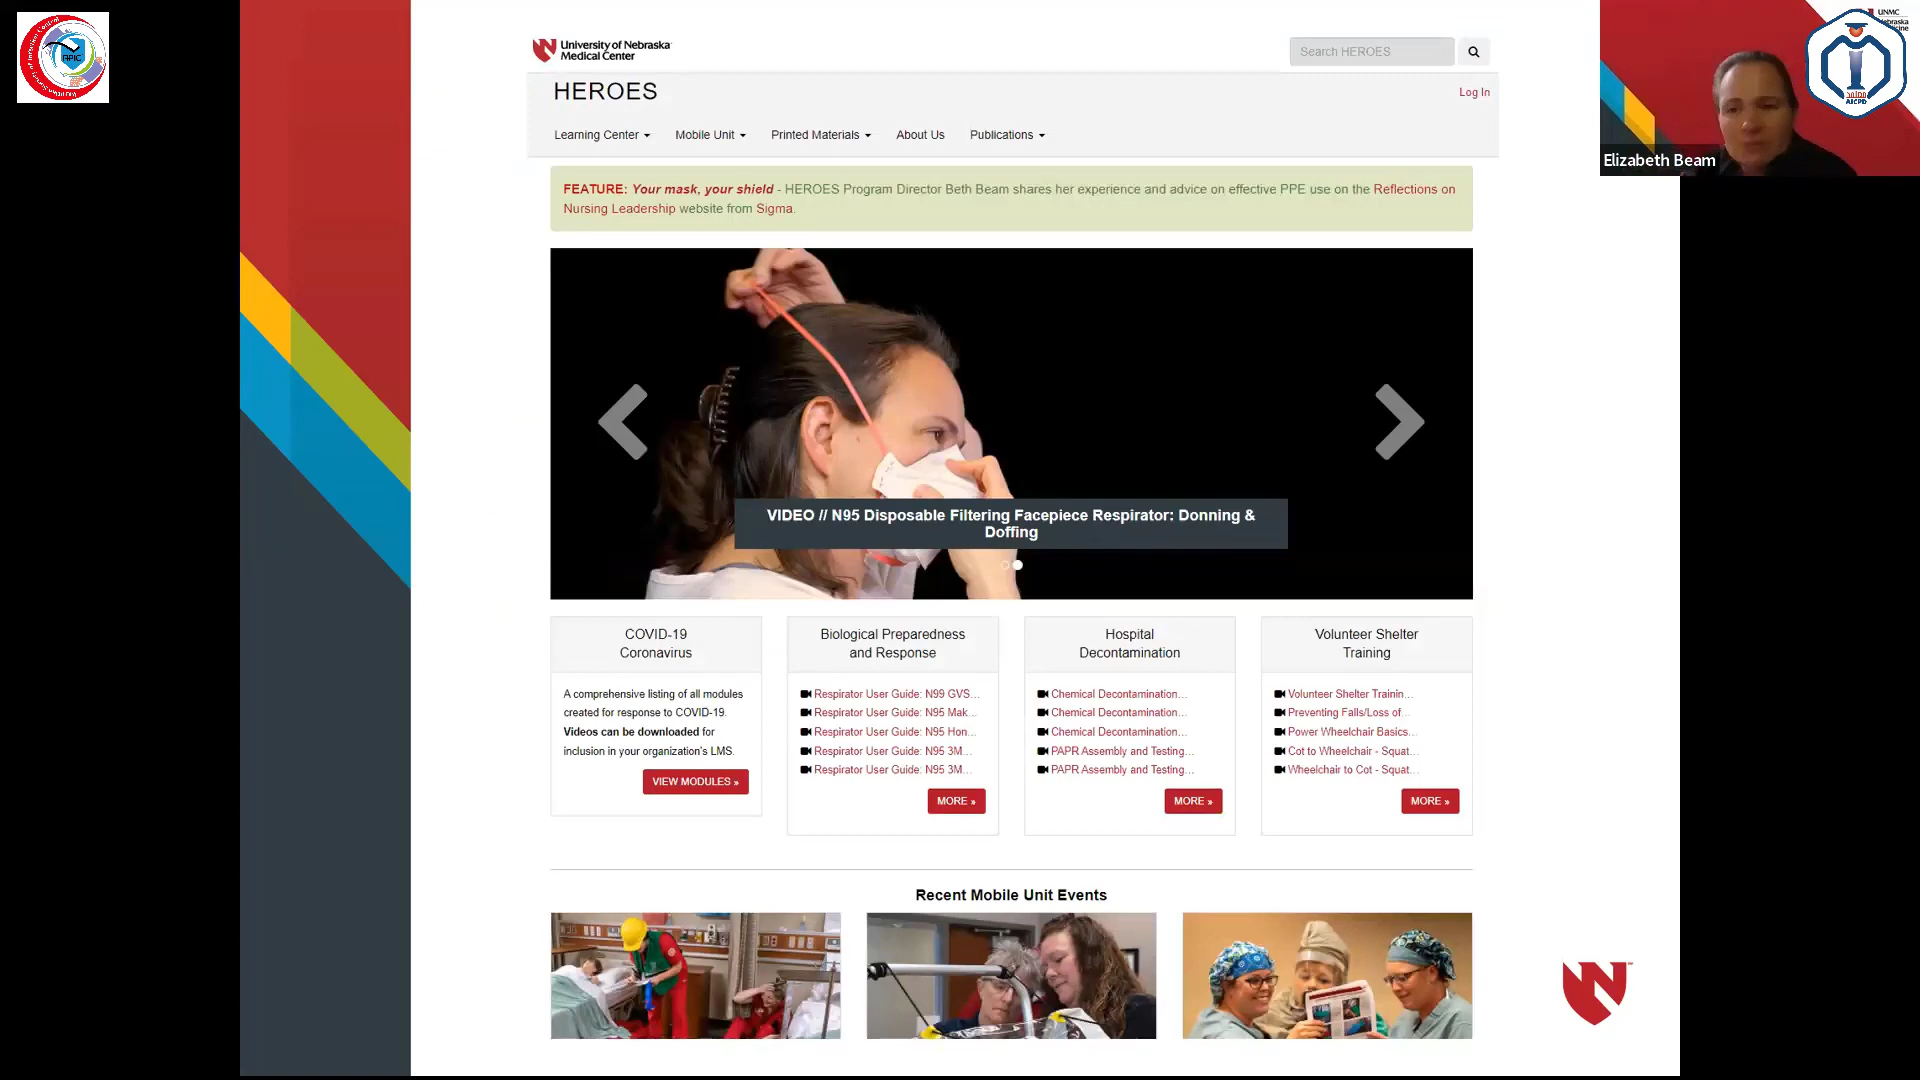 University of Nebraska
Medical Center
Search HEROES
HEROES
Log In
Learning Center
Mobile Unit
Printed Materials
About Us
Publications
FEATURE: Your mask, your shield - HEROES Program Director Beth Beam shares her experience and advice on effective PPE use on the Reflections on
Nursing Leadership website from Sigma.
VIDEO // N95 Disposable Filtering Facepiece Respirator: Donning &
Doffing
COVID-19
Coronavirus
A comprehensive listing of all modules
created for response to COVID-19.
Videos can be downloaded for
inclusion in your organization's LMS.
VIEW MODULES »
Biological Preparedness
and Response
Respirator User Guide: N99 GVS...
Respirator User Guide: N95 Mak...
Respirator User Guide: N95 Hon...
Respirator User Guide: N95 3M...
Respirator User Guide: N95 3M...
MORE »
Hospital
Decontamination
Chemical Decontamination...
Chemical Decontamination...
Chemical Decontamination...
PAPR Assembly and Testing...
PAPR Assembly and Testing...
MORE »
Volunteer Shelter
Training
Volunteer Shelter Trainin...
Preventing Falls/Loss of...
Power Wheelchair Basics...
Cot to Wheelchair - Squat...
Wheelchair to Cot - Squat...
MORE »
Recent Mobile Unit Events
Elizabeth Beam
UNMC
AICPD
APIC